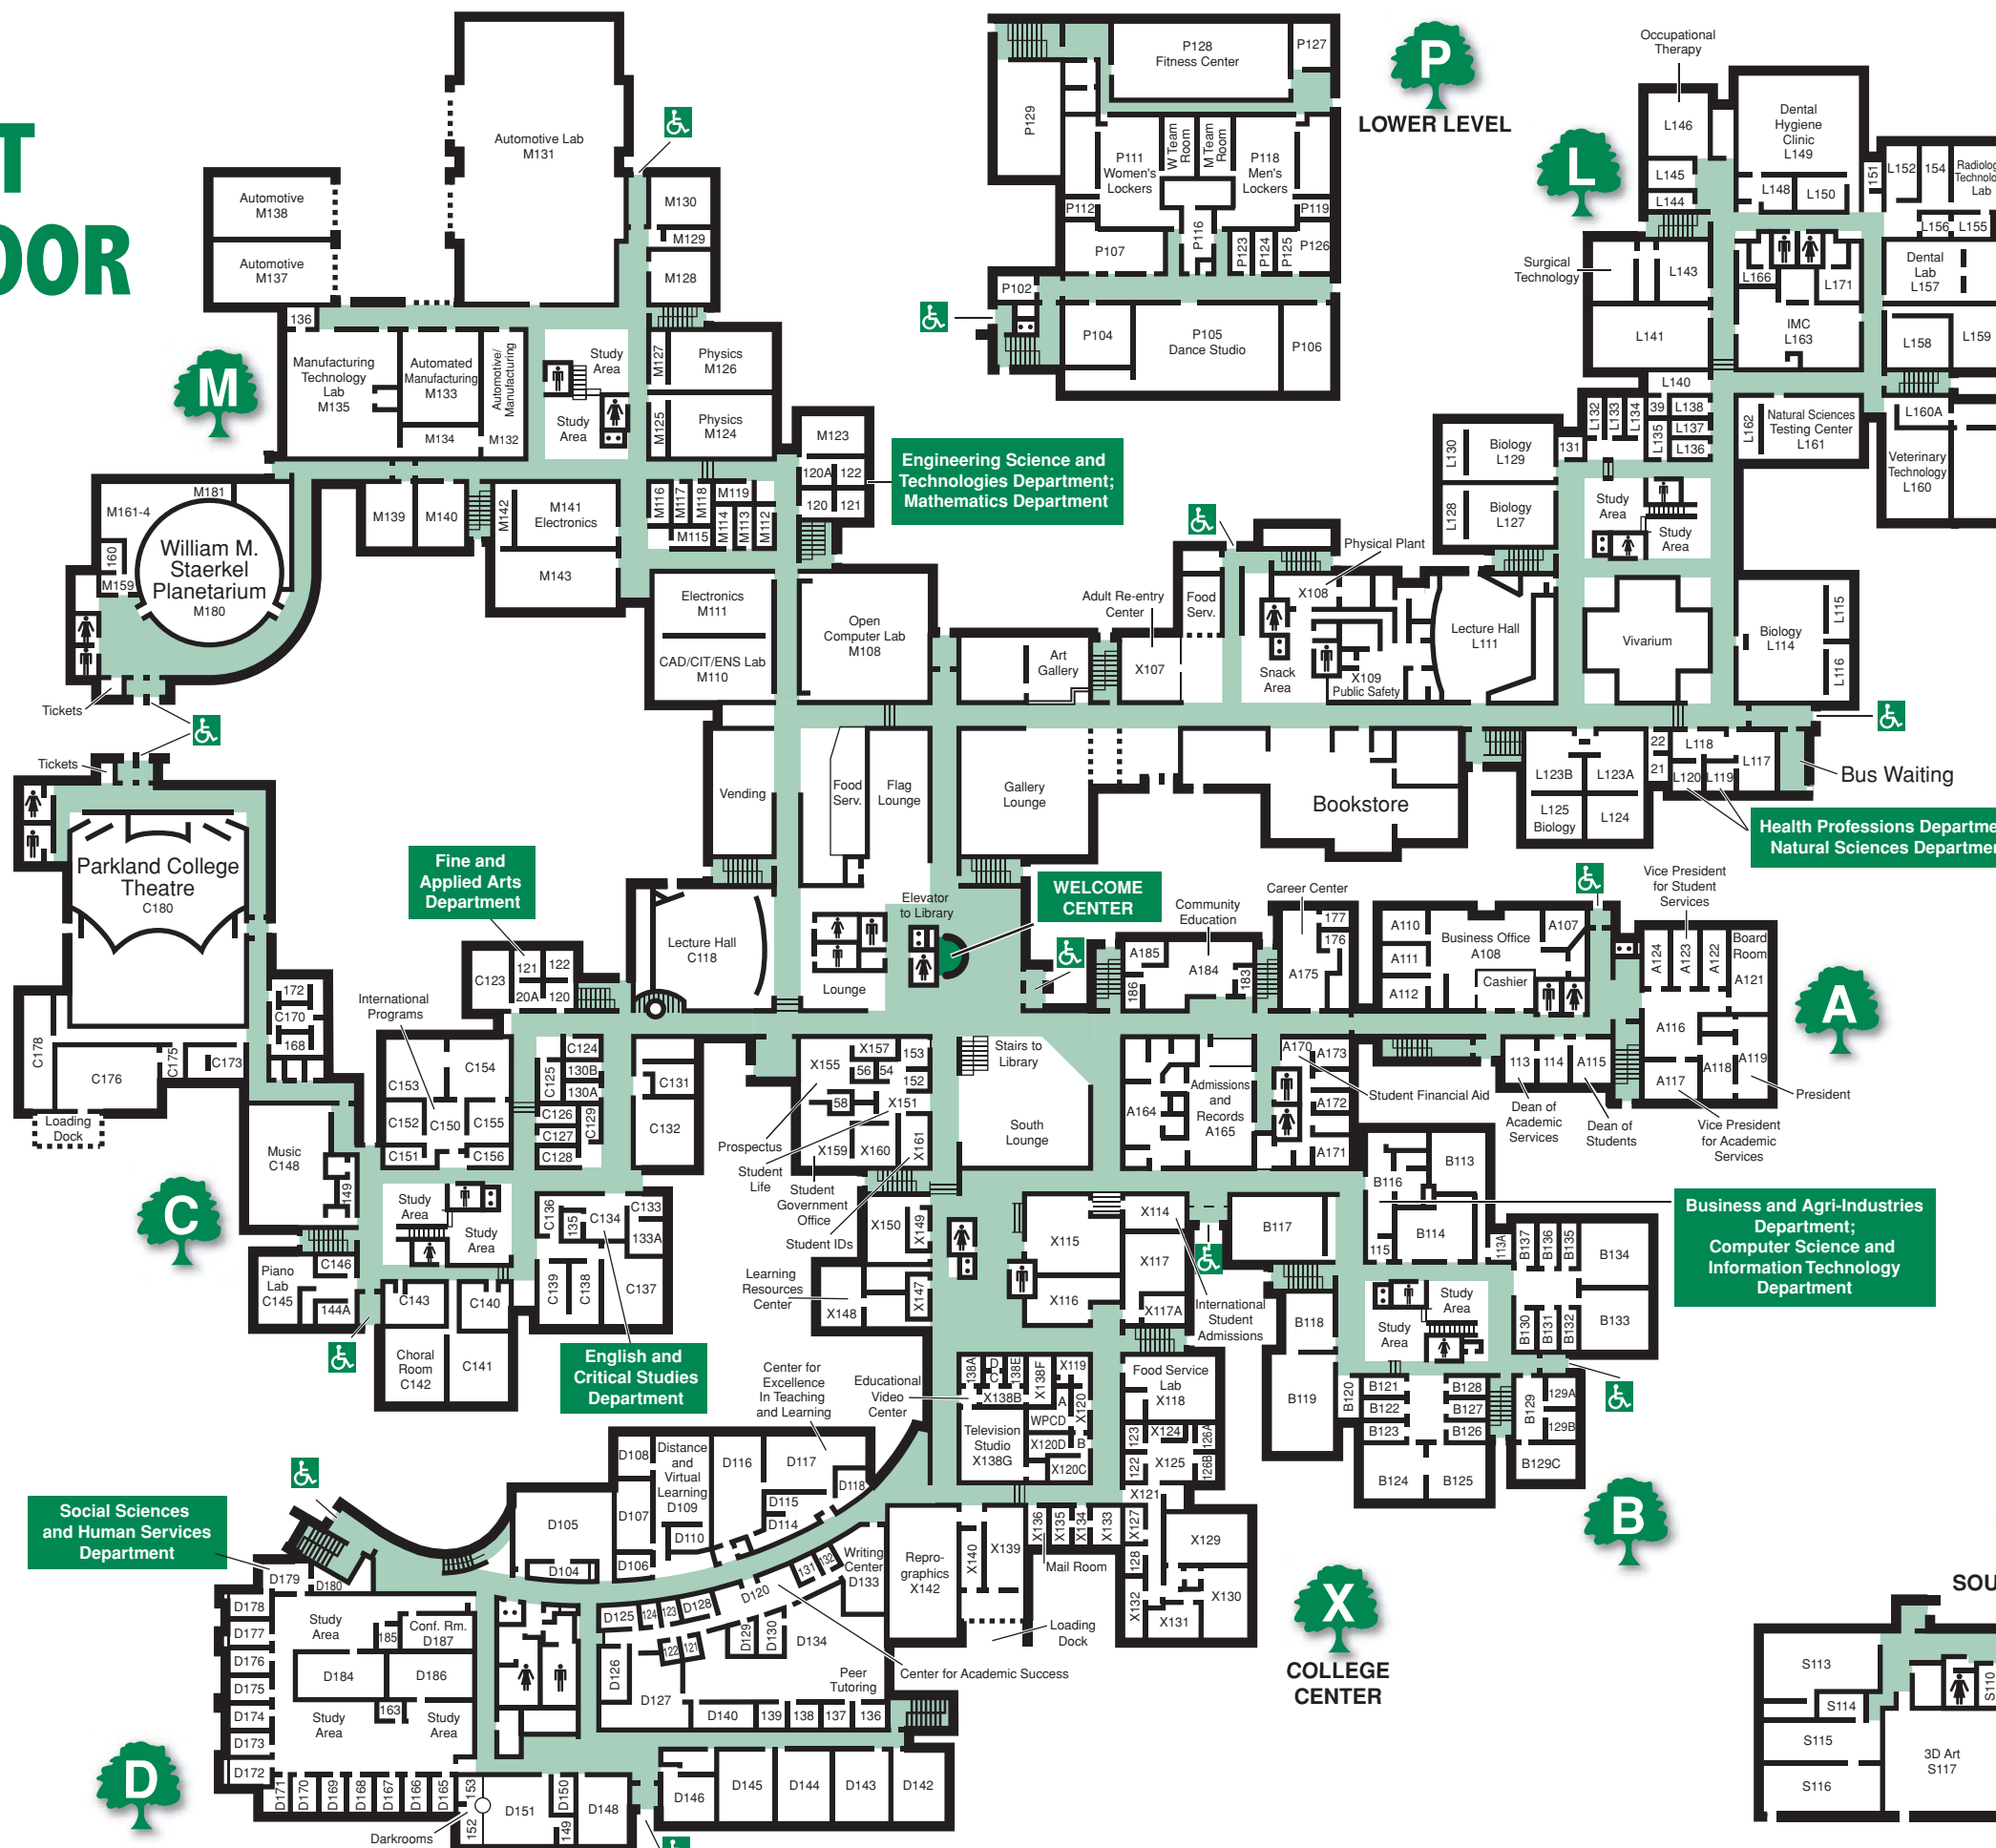 T
OOR
Automotive Lab
M131
Automotive
M138
Automotive
M137
M130
M129
M128
136
Manufacturing
Technology
Lab
M135
Automated
Manufacturing
M133
M134
Automotive/
Manufacturing
M132
Study
Area
Study
Area
M127
Physics
M126
M125
Physics
M124
M123
120A
122
120
121
Engineering Science and
Technologies Department;
Mathematics Department
M
M181
M161-4
160
M159
William M.
Staerkel
Planetarium
M180
Tickets
M139
M140
M142
M141
Electronics
M143
M116
M117
M118
M119
M114
M113
M112
M115
Electronics
M111
CAD/CIT/ENS Lab
M110
Open
Computer Lab
M108
P128
Fitness Center
P127
P129
P111
Women's
Lockers
W Team
Room
M Team
Room
P118
Men's
Lockers
P112
P119
P107
P116
P123
P124
P125
P126
P102
P104
P105
Dance Studio
P106
P
LOWER LEVEL
L
Occupational
Therapy
L146
L145
L144
Dental
Hygiene
Clinic
L149
L148
L150
151
L152
154
Lab
L156
L155
Surgical
Technology
L143
L166
L171
Dental
Lab
L157
L141
IMC
L163
L158
L159
L140
L132
L133
L134
39
L138
L135
L137
L136
L162
Natural Sciences
Testing Center
L161
L160A
Veterinary
Technology
L160
L130
Biology
L129
131
L128
Biology
L127
Study
Area
Study
Area
Physical Plant
X108
Adult Re-entry
Center
Food
Serv.
Art
Gallery
X107
Snack
Area
X109
Public Safety
Lecture Hall
L111
Vivarium
Biology
L114
L115
L116
Vending
Food
Serv.
Flag
Lounge
Gallery
Lounge
Bookstore
L123B
L123A
L125
Biology
L124
22
21
L118
L120
L119
L117
Bus Waiting
Health Professions
Natural Sciences
Tickets
Parkland College
Theatre
C180
Fine and
Applied Arts
Department
C123
121
122
20A
120
Lecture Hall
C118
Elevator
to Library
Lounge
WELCOME
CENTER
Career Center
Community
Education
A185
A184
186
183
177
176
A175
A110
A111
A112
Business Office
A108
A107
Cashier
Vice President
for Student
Services
A124
A123
A122
Board
Room
A121
A
A116
A117
A118
A119
President
113
114
A115
Dean of
Academic
Services
Dean of
Students
Vice President
for Academic
Services
172
C170
168
C178
C176
C175
C173
Loading
Dock
International
Programs
C153
C154
C152
C150
C155
C151
C156
C124
C125
130B
130A
C126
C127
C128
C129
C131
C132
Music
C148
149
C
Study
Area
Study
Area
C136
135
C134
C133
133A
C139
C138
C137
Piano
Lab
C145
C146
144A
C143
C140
Choral
Room
C142
C141
English and
Critical Studies
Department
X155
X157
153
56
54
152
58
X151
X159
X160
X161
Prospectus
Student
Life
Student
Government
Office
Student IDs
Stairs to
Library
South
Lounge
A164
Admissions
and
Records
A165
A170
A173
Student Financial Aid
A172
A171
X150
X149
X148
X147
Learning
Resources
Center
X115
X116
X114
X117
X117A
International
Student
Admissions
B117
B116
B113
B114
115
113A
Business and Agri-Industries
Department;
Computer Science and
Information Technology
Department
B137
B136
B135
B134
B133
B130
B131
B132
B118
B119
B120
Study
Area
Study
Area
B121
B122
B123
B128
B127
B126
B124
B125
B129
129A
129B
B129C
B
Center for
Excellence
In Teaching
and Learning
Educational
Video
Center
138A
D
C
138E
X138F
X138B
X119
A
X120
WPCD
X120D
B
X120C
Television
Studio
X138G
Food Service
Lab
X118
123
X124
126A
122
X125
126B
X121
X136
X135
X134
X133
X127
128
X132
X129
X130
X131
Mail Room
Repro-
graphics
X142
X140
X139
Loading
Dock
X
COLLEGE
CENTER
D108
Distance
and
Virtual
Learning
D109
D107
D110
D106
D116
D117
D118
D115
D114
D105
D104
Social Sciences
and Human Services
Department
D179
D180
D178
D177
D176
D175
D174
D173
D172
Study
Area
185
Conf. Rm.
D187
D184
D186
163
Study
Area
Study
Area
D171
D170
D169
D168
D167
D166
D165
153
152
Darkrooms
D151
D150
149
D148
D125
124
123
D128
D120
131
132
Writing
Center
D133
122
121
D129
D130
D134
D126
D127
Peer
Tutoring
Center for Academic Success
D140
139
138
137
136
D146
D145
D144
D143
D142
D
SOU
S113
S114
S110
S115
S116
3D Art
S117